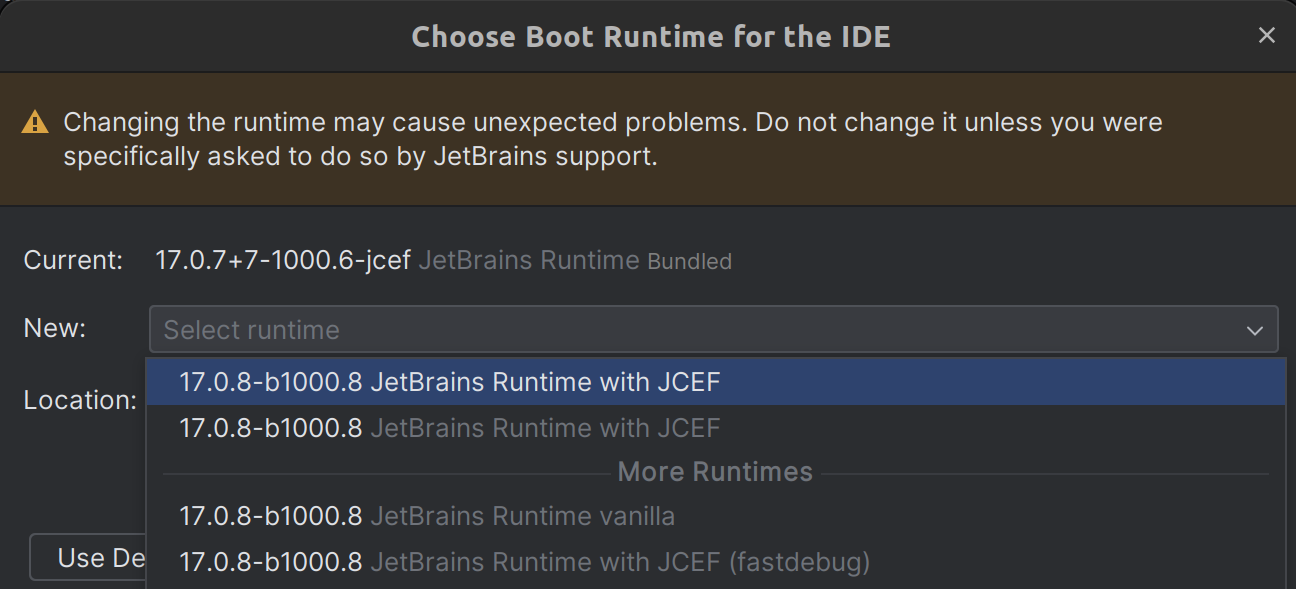 Choose Boot Runtime for the IDE
Changing the runtime may cause unexpected problems. Do not change it unless you were
specifically asked to do so by JetBrains support.
Current: 17.0.7+7-1000.6-jcef JetBrains Runtime Bundled
New: Select runtime
17.0.8-b1000.8 JetBrains Runtime with JCEF
Location:
17.0.8-b1000.8 JetBrains Runtime with JCEF
More Runtimes
17.0.8-b1000.8 JetBrains Runtime vanilla
Use De
17.0.8-b1000.8 JetBrains Runtime with JCEF (fastdebug)